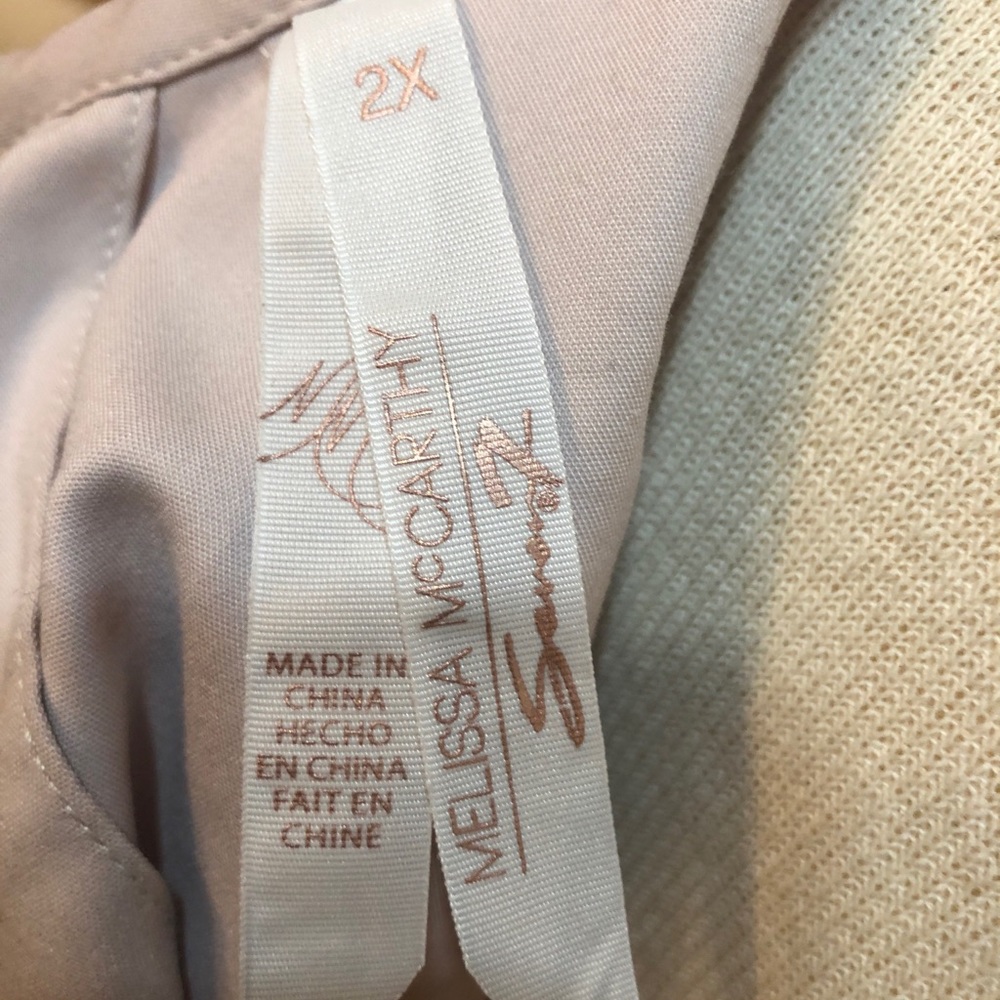 2X
MELISSA McCARTHY
Seven7
MADE IN
CHINA
HECHO
EN CHINA
FAIT EN
CHINE